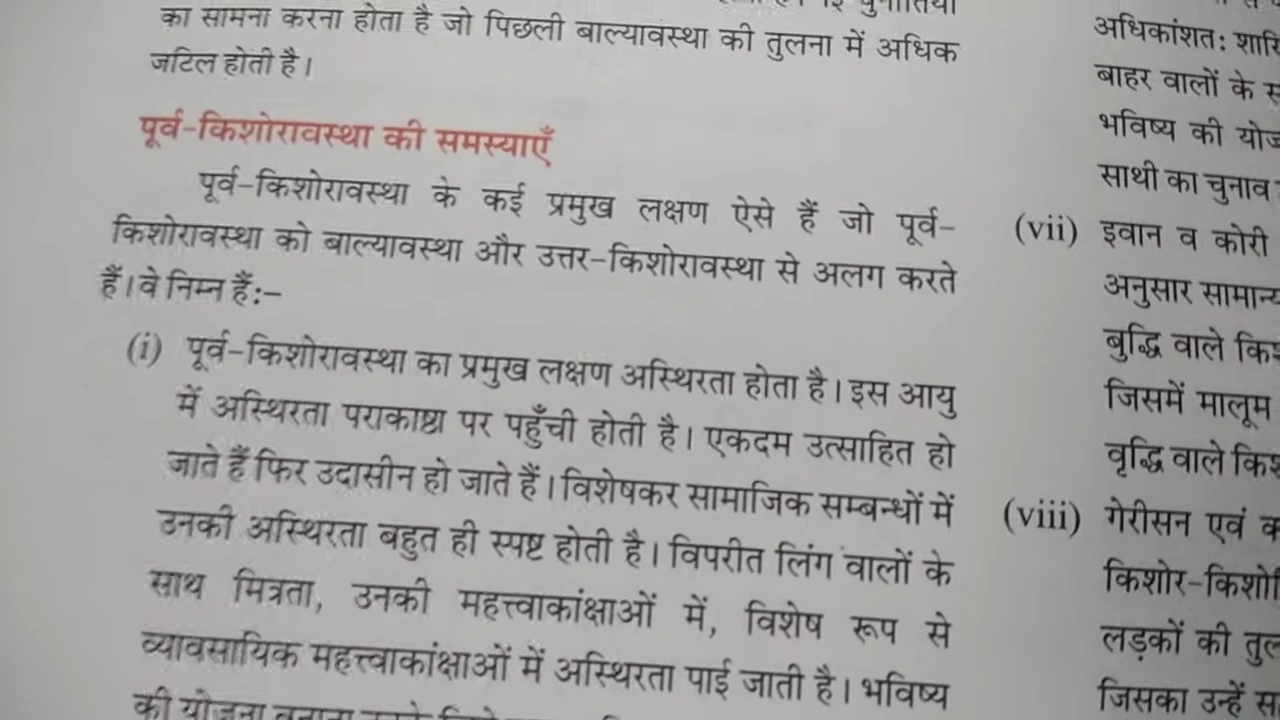 का सामना करना होता है जो पिछली बाल्यावस्था की तुलना में अधिक
जटिल होती है।
पूर्व-किशोरावस्था की समस्याएँ
पूर्व-किशोरावस्था के कई प्रमुख लक्षण ऐसे हैं जो पूर्व-
किशोरावस्था को बाल्यावस्था और उत्तर-किशोरावस्था से अलग करते
हैं। वे निम्न हैं:-
(i) पूर्व-किशोरावस्था का प्रमुख लक्षण अस्थिरता होता है। इस आयु
में अस्थिरता पराकाष्ठा पर पहुँची होती है। एकदम उत्साहित हो
जाते हैं फिर उदासीन हो जाते हैं। विशेषकर सामाजिक सम्बन्धों में
उनकी अस्थिरता बहुत ही स्पष्ट होती है। विपरीत लिंग वालों के
साथ मित्रता, उनकी महत्त्वाकांक्षाओं में, विशेष रूप से
व्यावसायिक महत्त्वाकांक्षाओं में अस्थिरता पाई जाती है। भविष्य
की योजना
अधिकांशत:
बाहर वालों के
भविष्य की
साथी का चुनाव
(vii) इवान व कोरी
अनुसार
बुद्धि वाले
जिसमें मालूम
वृद्धि वाले
(viii) गेरीसन एवं
लड़कों की
जिसका उन्हें